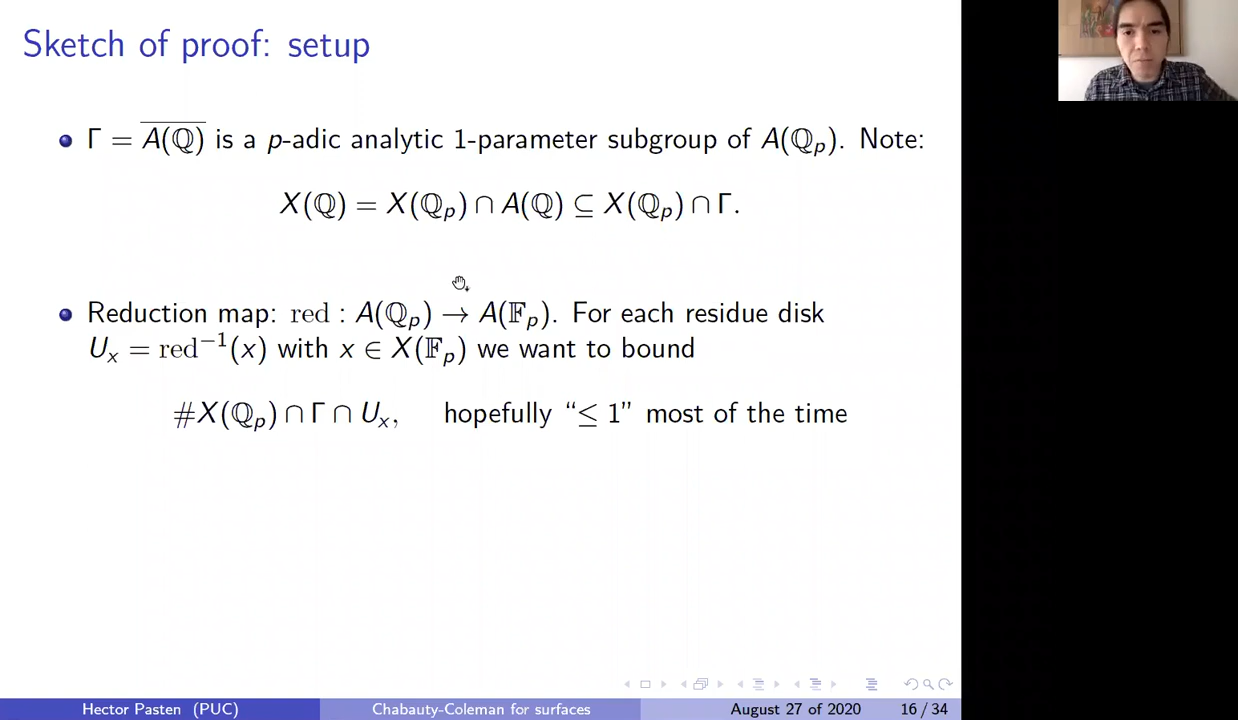 Sketch of proof: setup
Γ = \overline{A(ℚ)} is a p-adic analytic 1-parameter subgroup of A(ℚ_p). Note:
X(ℚ) = X(ℚ_p) ∩ A(ℚ) ⊆ X(ℚ_p) ∩ Γ.
Reduction map: red : A(ℚ_p) → A(𝔽_p). For each residue disk
U_x = red^{-1}(x) with x ∈ X(𝔽_p) we want to bound
#X(ℚ_p) ∩ Γ ∩ U_x, hopefully “≤ 1” most of the time
Hector Pasten (PUC) Chabauty-Coleman for surfaces August 27 of 2020 16 / 34